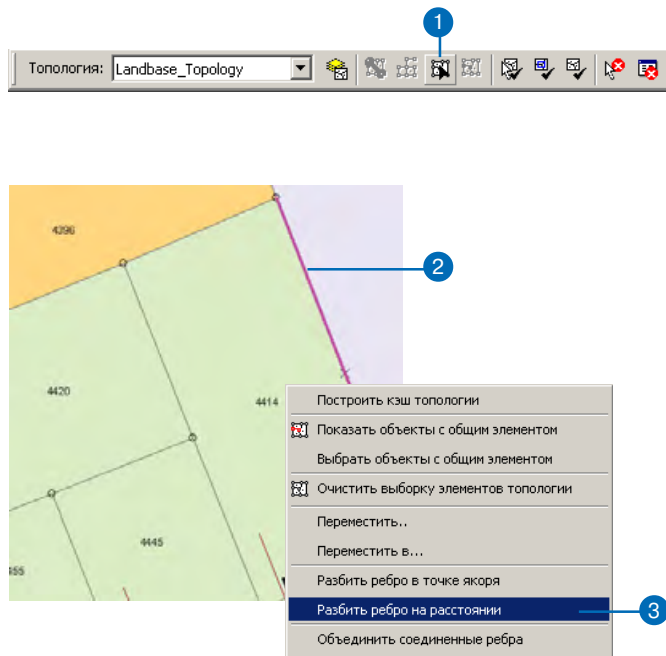 1
Топология: Landbase_Topology
4396
2
4420
4414
4445
455
Построить кэш топологии
Показать объекты с общим элементом
Выбрать объекты с общим элементом
Очистить выборку элементов топологии
Переместить..
Переместить в...
Разбить ребро в точке якоря
Разбить ребро на расстоянии
3
Объединить соединенные ребра